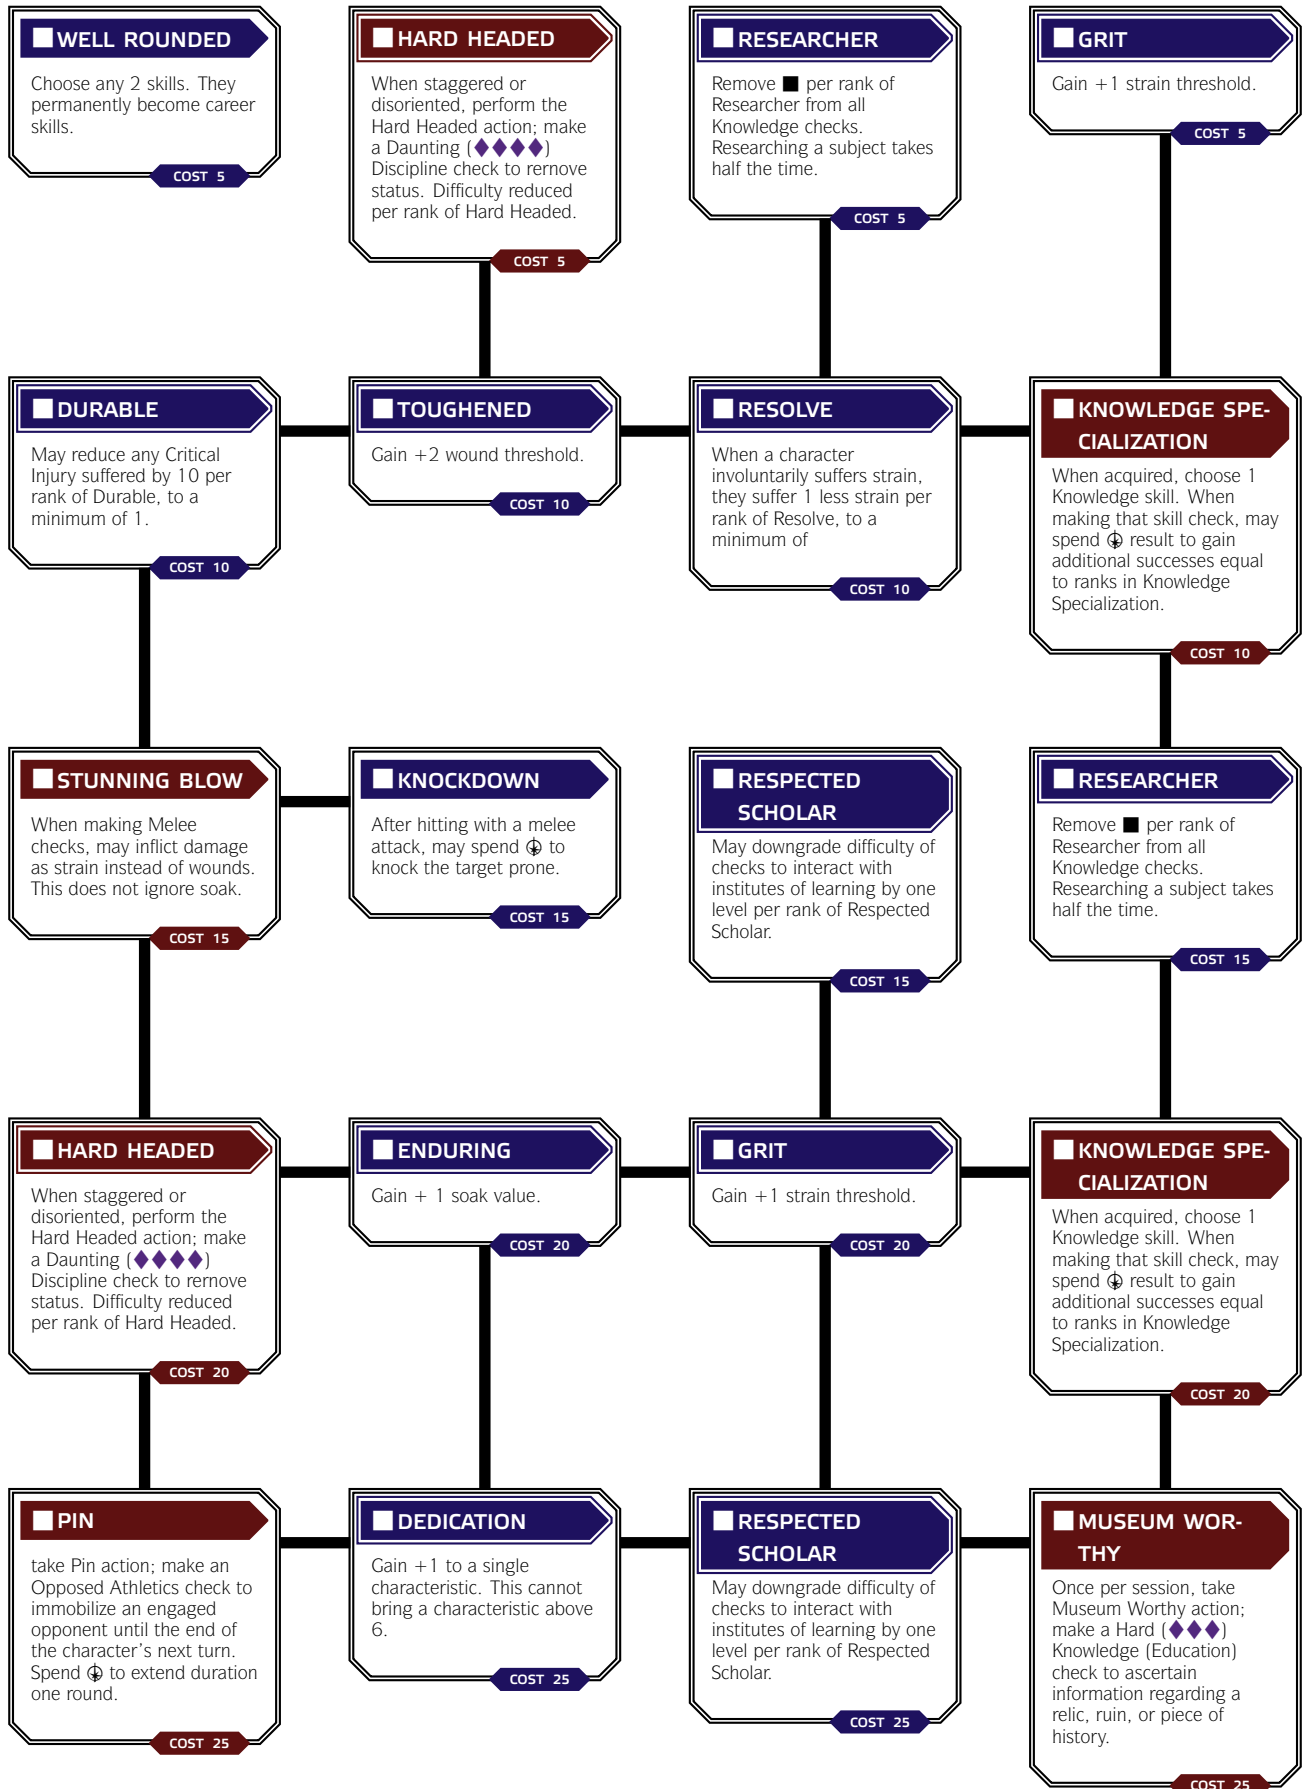 WELL ROUNDED
Choose any 2 skills. They
permanently become career
skills.
COST 5
HARD HEADED
When staggered or
disoriented, perform the
Hard Headed action; make
a Daunting (◆◆◆◆)
Discipline check to rernove
status. Difficulty reduced
per rank of Hard Headed.
COST 5
RESEARCHER
Remove ■ per rank of
Researcher from all
Knowledge checks.
Researching a subject takes
half the time.
COST 5
GRIT
Gain +1 strain threshold.
COST 5
DURABLE
May reduce any Critical
Injury suffered by 10 per
rank of Durable, to a
minimum of 1.
COST 10
TOUGHENED
Gain +2 wound threshold.
COST 10
RESOLVE
When a character
involuntarily suffers strain,
they suffer 1 less strain per
rank of Resolve, to a
minimum of
COST 10
KNOWLEDGE SPE-
CIALIZATION
When acquired, choose 1
Knowledge skill. When
making that skill check, may
spend result to gain
additional successes equal
to ranks in Knowledge
Specialization.
COST 10
STUNNING BLOW
When making Melee
checks, may inflict damage
as strain instead of wounds.
This does not ignore soak.
COST 15
KNOCKDOWN
After hitting with a melee
attack, may spend to
knock the target prone.
COST 15
RESPECTED
SCHOLAR
May downgrade difficulty of
checks to interact with
institutes of learning by one
level per rank of Respected
Scholar.
COST 15
RESEARCHER
Remove ■ per rank of
Researcher from all
Knowledge checks.
Researching a subject takes
half the time.
COST 15
HARD HEADED
When staggered or
disoriented, perform the
Hard Headed action; make
a Daunting (◆◆◆◆)
Discipline check to rernove
status. Difficulty reduced
per rank of Hard Headed.
COST 20
ENDURING
Gain + 1 soak value.
COST 20
GRIT
Gain +1 strain threshold.
COST 20
KNOWLEDGE SPE-
CIALIZATION
When acquired, choose 1
Knowledge skill. When
making that skill check, may
spend result to gain
additional successes equal
to ranks in Knowledge
Specialization.
COST 20
PIN
take Pin action; make an
Opposed Athletics check to
immobilize an engaged
opponent until the end of
the character's next turn.
Spend to extend duration
one round.
COST 25
DEDICATION
Gain +1 to a single
characteristic. This cannot
bring a characteristic above
6.
COST 25
RESPECTED
SCHOLAR
May downgrade difficulty of
checks to interact with
institutes of learning by one
level per rank of Respected
Scholar.
COST 25
MUSEUM WOR-
THY
Once per session, take
Museum Worthy action;
make a Hard (◆◆◆)
Knowledge (Education)
check to ascertain
information regarding a
relic, ruin, or piece of
history.
COST 25